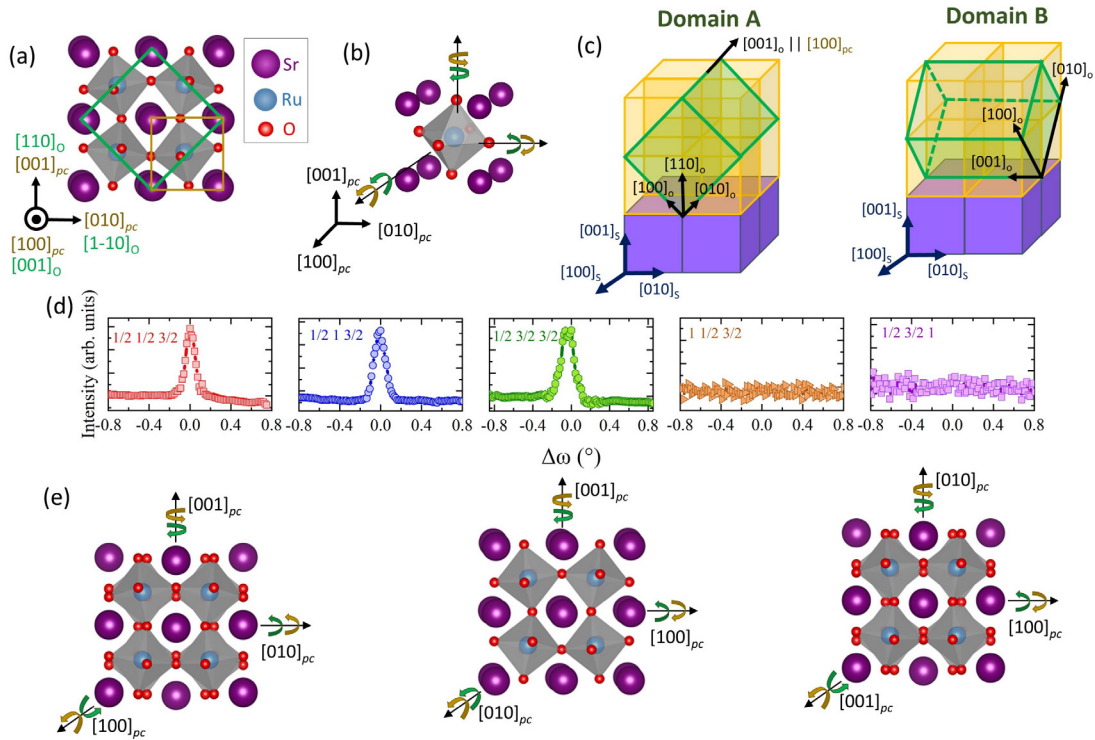 (a)
Sr
Ru
O
[110]O
[001]pc
[010]pc
[1-10]O
[100]pc
[001]O
(b)
[001]pc
[010]pc
[100]pc
(c)
Domain A
[001]o || [100]pc
[110]o
[100]o
[010]o
[001]S
[100]S
[010]S
Domain B
[010]o
[100]o
[001]o
[001]S
[100]S
[010]S
(d)
Intensity (arb. units)
1/2 1/2 3/2
1/2 1 3/2
1/2 3/2 3/2
1 1/2 3/2
1/2 3/2 1
-0.8 -0.4 0.0 0.4 0.8
-0.8 -0.4 0.0 0.4 0.8
-0.8 -0.4 0.0 0.4 0.8
-0.8 -0.4 0.0 0.4 0.8
-0.8 -0.4 0.0 0.4 0.8
Δω (°)
(e)
[001]pc
[010]pc
[100]pc
[001]pc
[100]pc
[010]pc
[010]pc
[100]pc
[001]pc